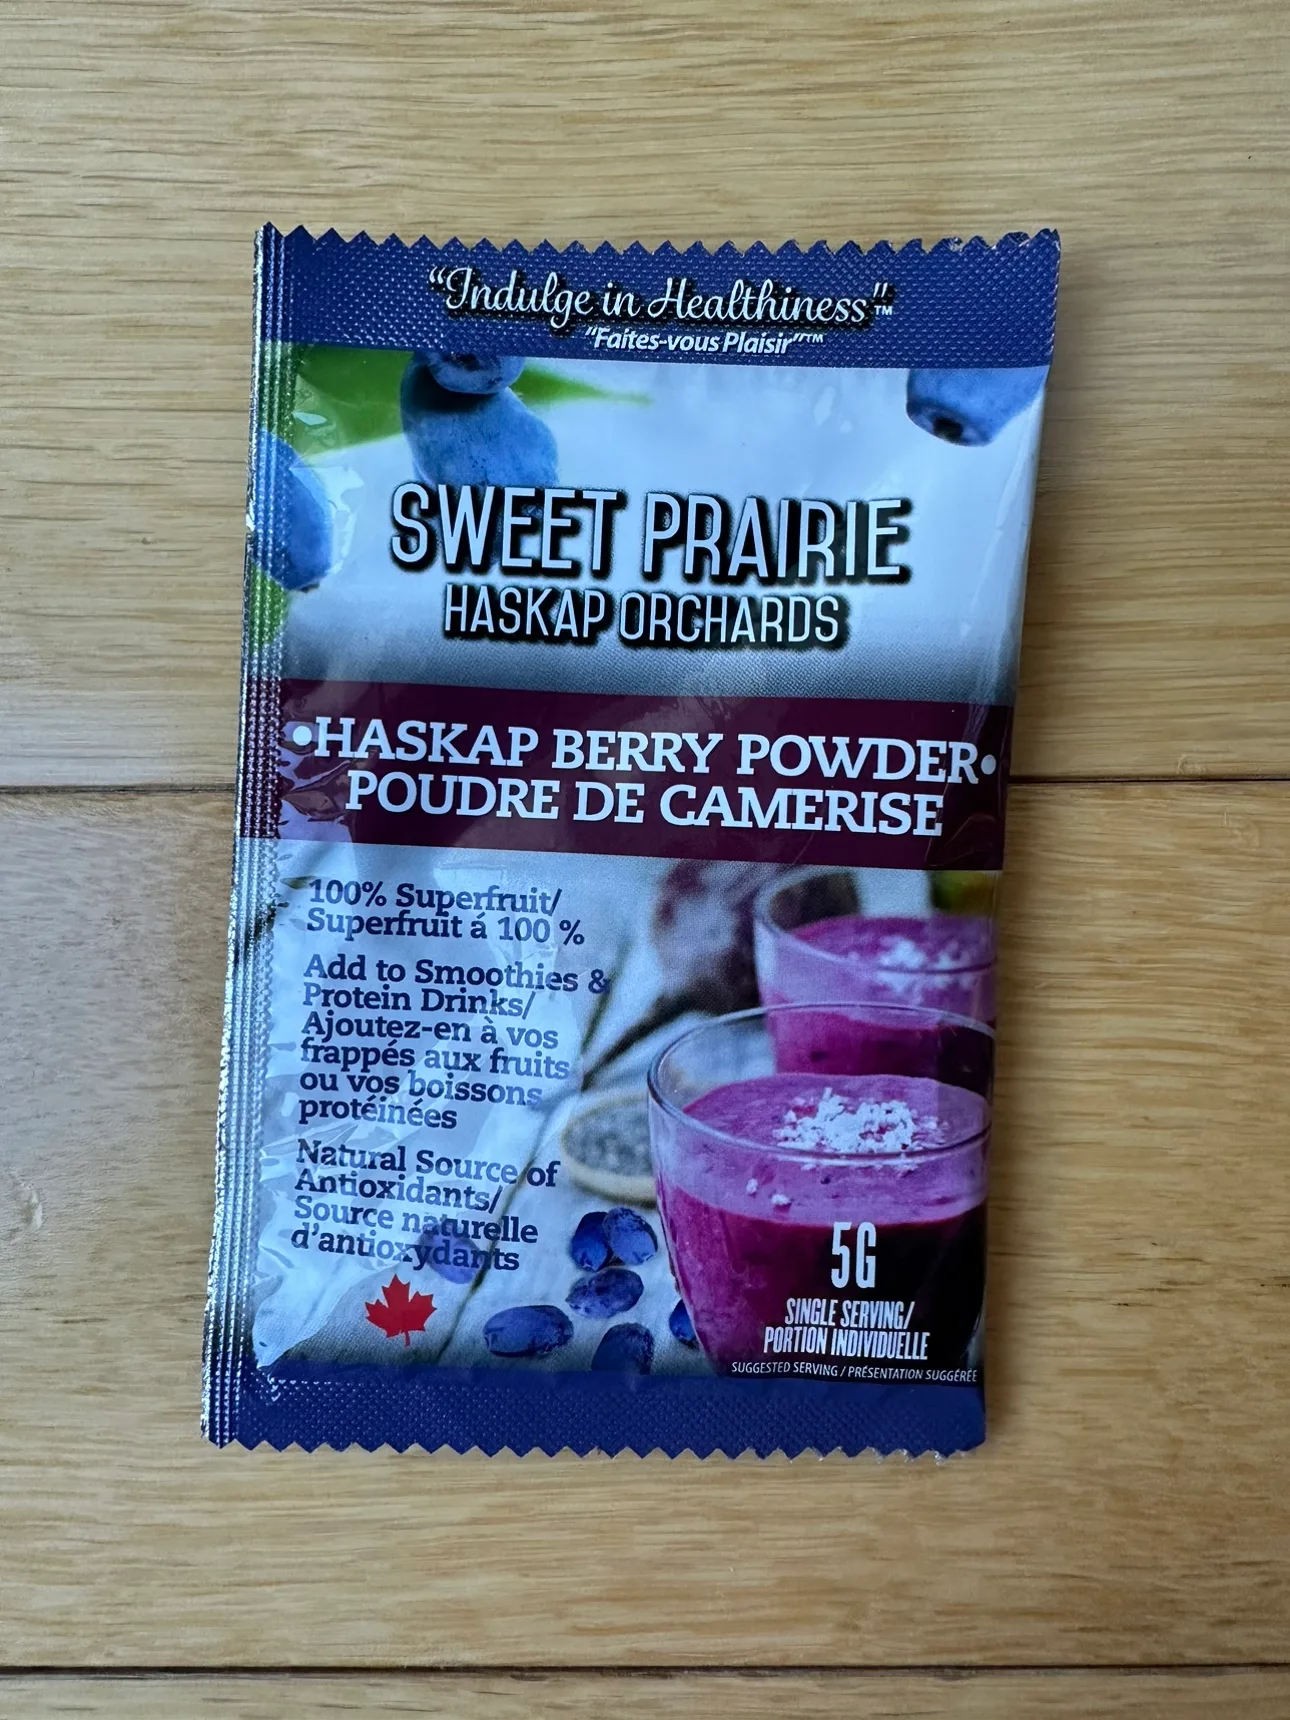 “Indulge in Healthiness”™
“Faites-vous Plaisir”™
SWEET PRAIRIE
HASKAP ORCHARDS
•HASKAP BERRY POWDER•
POUDRE DE CAMERISE
100% Superfruit/
Superfruit á 100 %
Add to Smoothies &
Protein Drinks/
Ajoutez-en à vos
frappés aux fruits
ou vos boissons
protéinées
Natural Source of
Antioxidants/
Source naturelle
d’antioxydants
5G
SINGLE SERVING/
PORTION INDIVIDUELLE
SUGGESTED SERVING / PRÉSENTATION SUGGÉRÉE